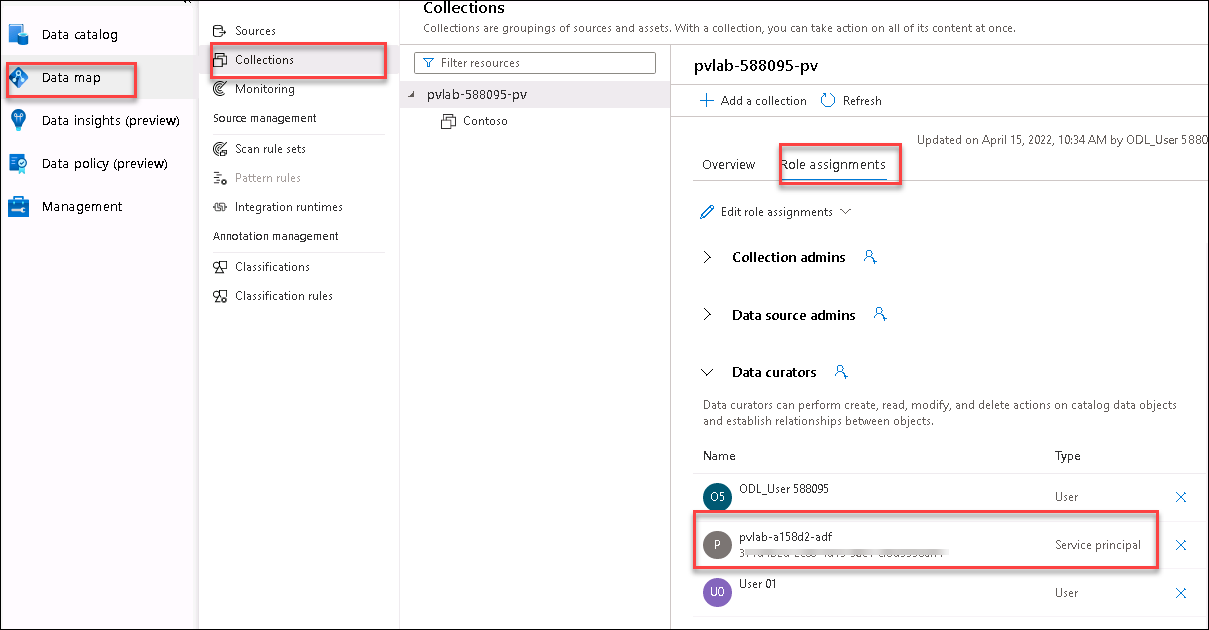 Data catalog
Data map
Data insights (preview)
Data policy (preview)
Management
Sources
Collections
Monitoring
Source management
Scan rule sets
Pattern rules
Integration runtimes
Annotation management
Classifications
Classification rules
Collections
Collections are groupings of sources and assets. With a collection, you can take action on all of its content at once.
Filter resources
pvlab-588095-pv
Contoso
pvlab-588095-pv
Add a collection
Refresh
Updated on April 15, 2022, 10:34 AM by ODL_User 5880
Overview
Role assignments
Edit role assignments
Collection admins
Data source admins
Data curators
Data curators can perform create, read, modify, and delete actions on catalog data objects
and establish relationships between objects.
Name Type
O5 ODL_User 588095 User
P pvlab-a158d2-adf Service principal
U0 User 01 User